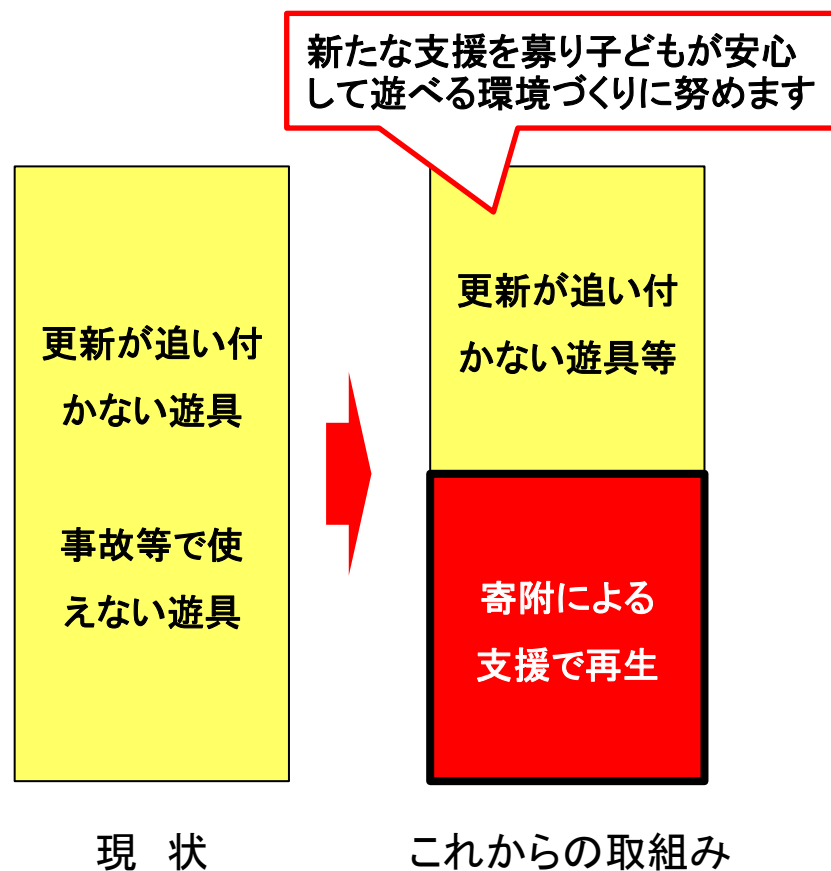 新たな支援を募り子どもが安心
して遊べる環境づくりに努めます
更新が追い付
かない遊具
事故等で使
えない遊具
更新が追い付
かない遊具等
寄附による
支援で再生
現　状
これからの取組み